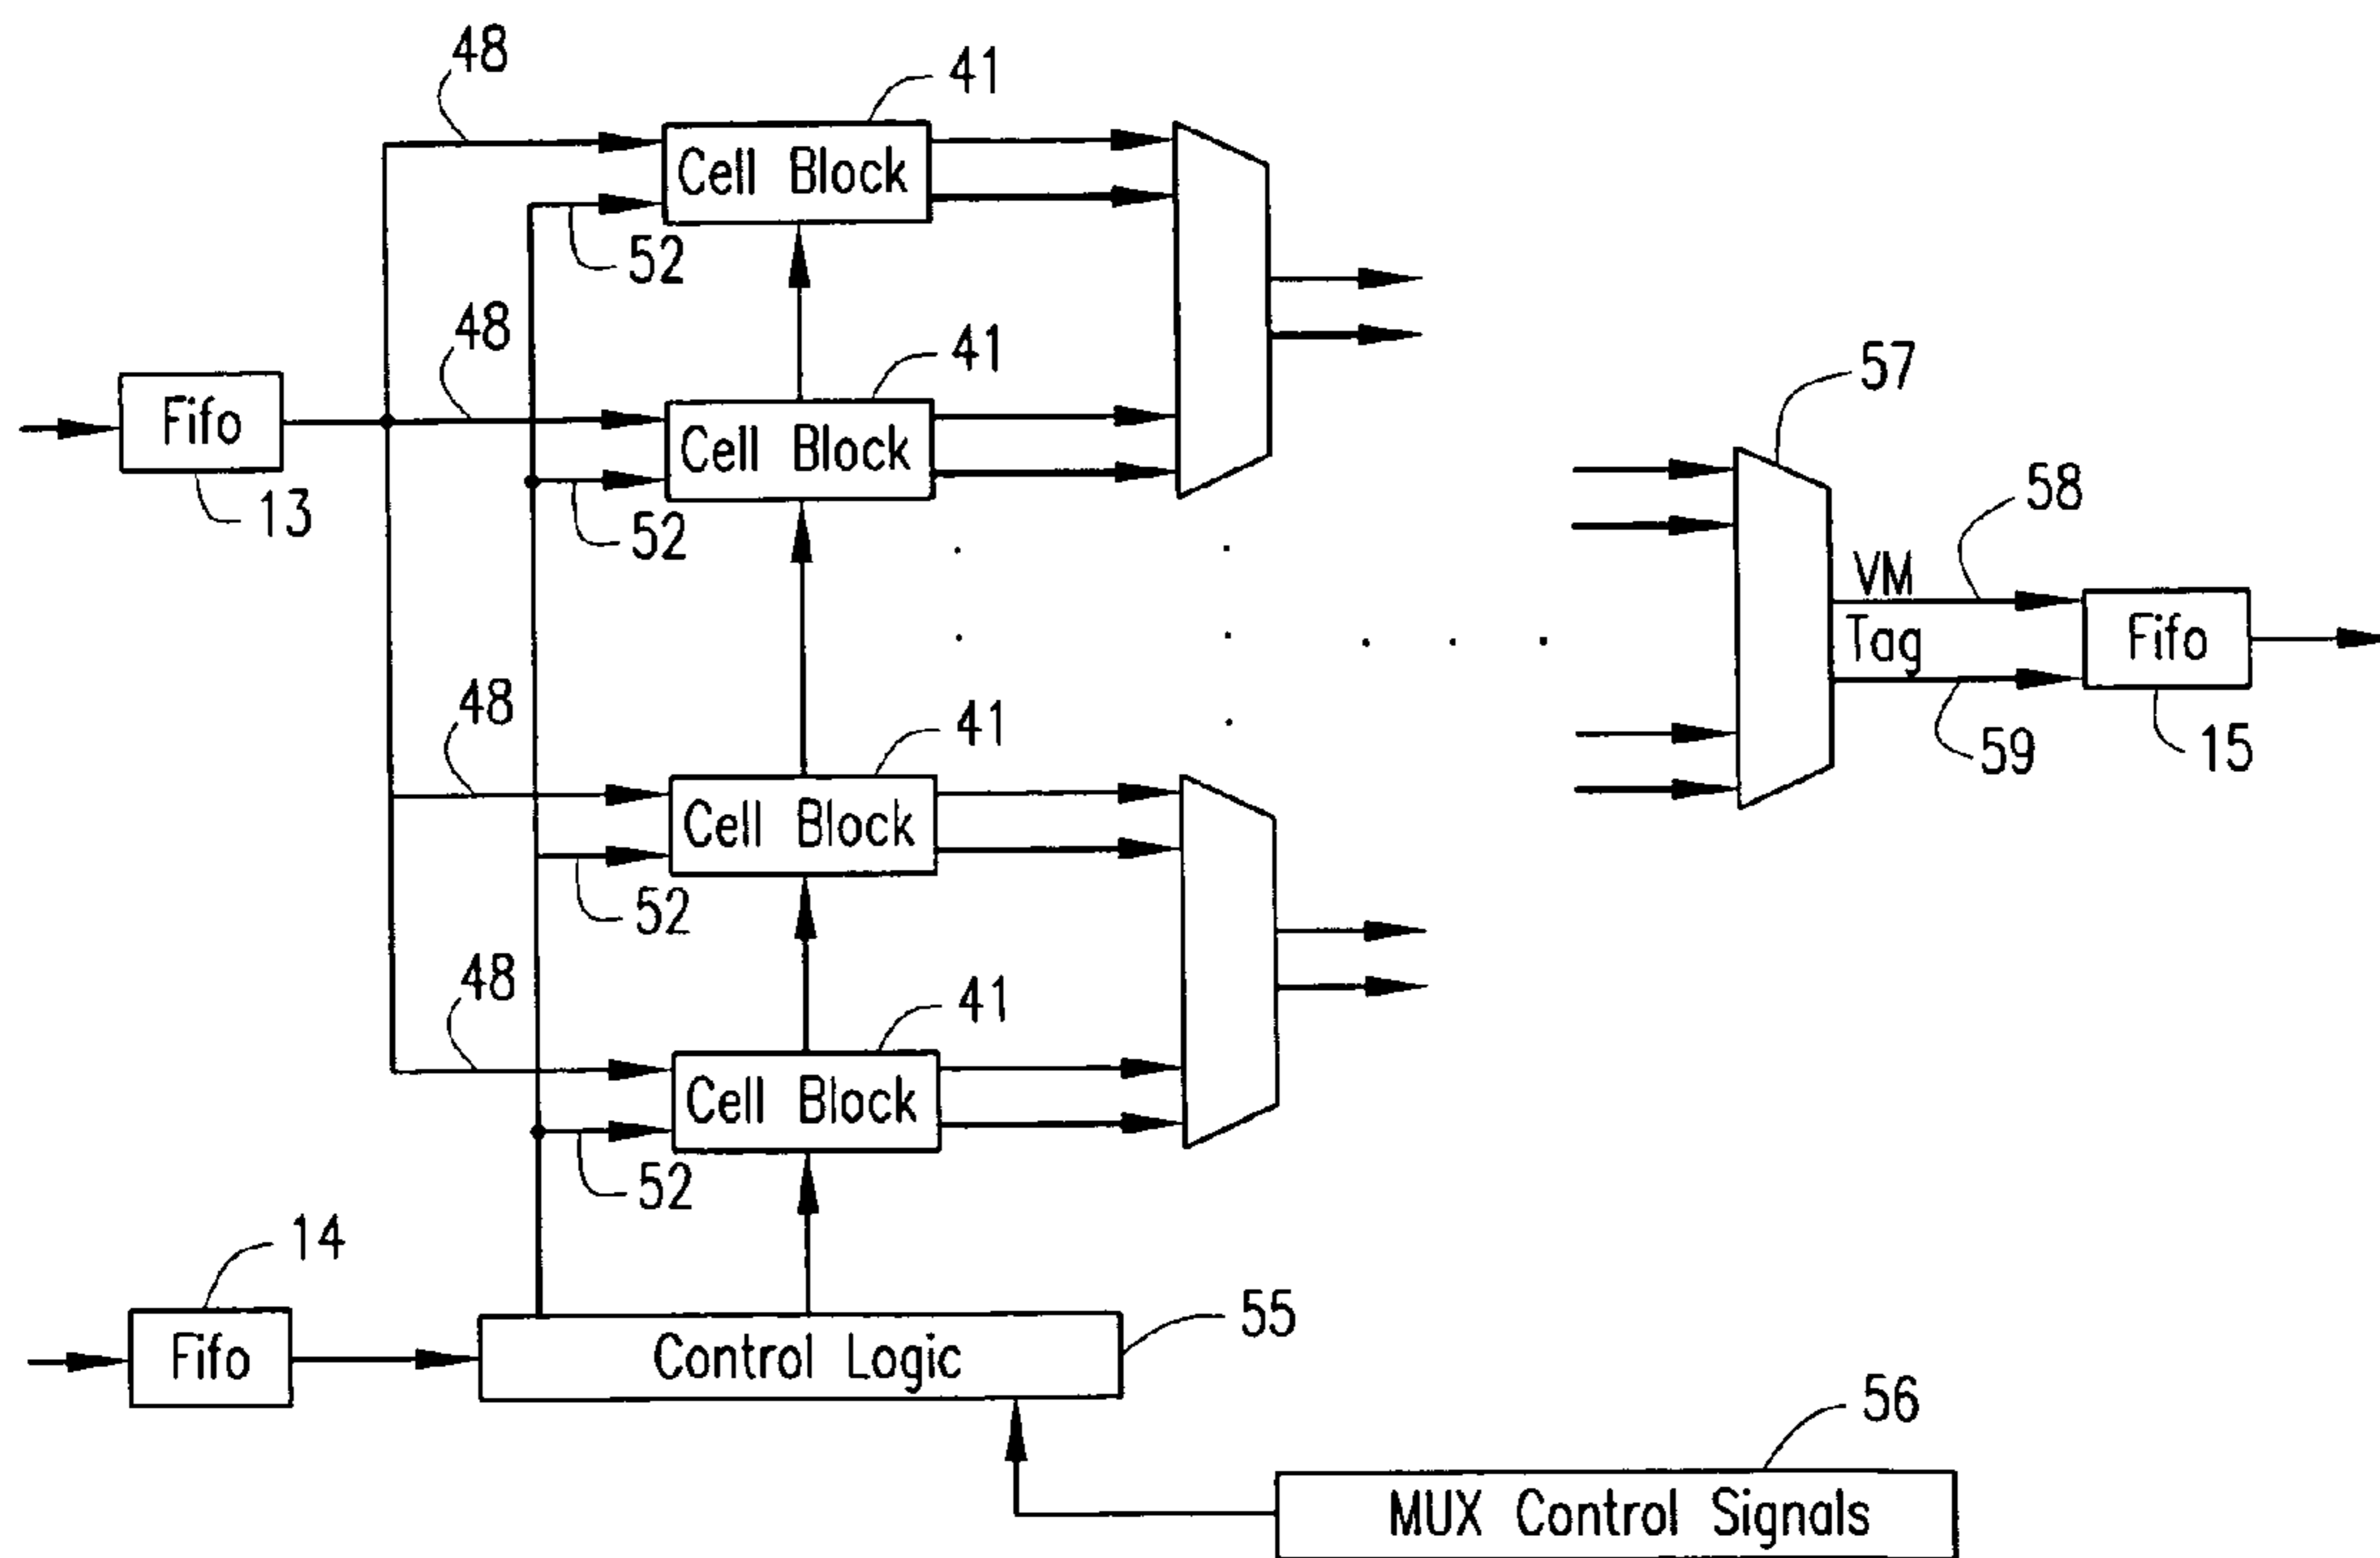 48
41
Cell Block
52
48
41
57
Fifo
Cell Block
58
13
52
VM
Tag
Fifo
48
41
59
15
Cell Block
52
48
41
Cell Block
52
14
55
Fifo
Control Logic
56
MUX Control Signals